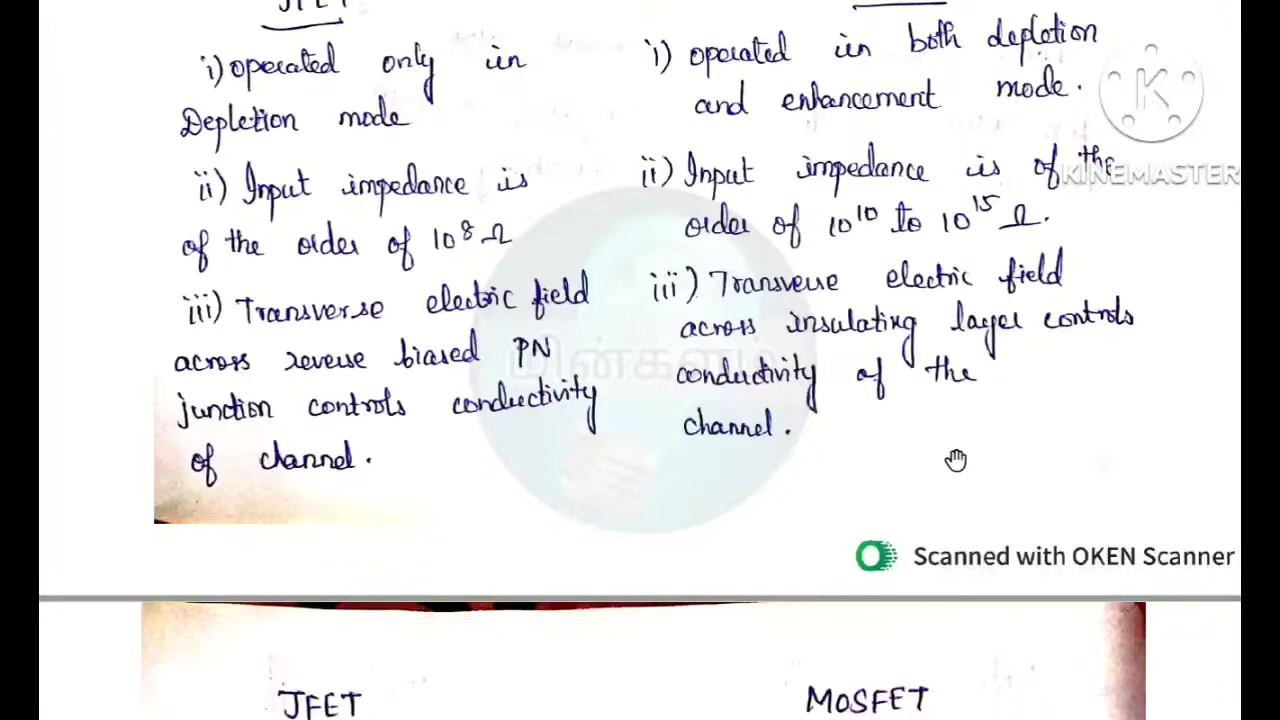 JFET
i) operated only in
Depletion mode
ii) Input impedance is
of the order of 10⁸ Ω
iii) Transverse electric field
across reverse biased PN
junction controls conductivity
of channel.
i) operated in both depletion
and enhancement mode.
ii) Input impedance is of the
order of 10¹⁰ to 10¹⁵ Ω.
iii) Transverse electric field
across insulating layer controls
conductivity of the
channel.
K
KINEMASTER
மின்களம்
Scanned with OKEN Scanner
JFET
MOSFET